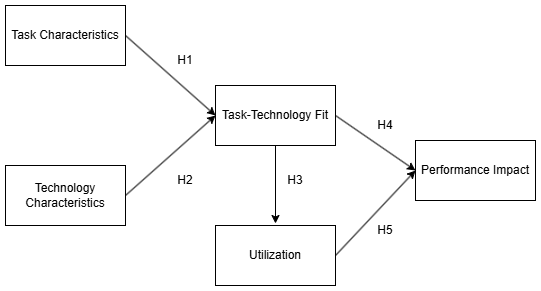 Task Characteristics
H1
Task-Technology Fit
H4
Performance Impact
Technology
Characteristics
H2
H3
H5
Utilization